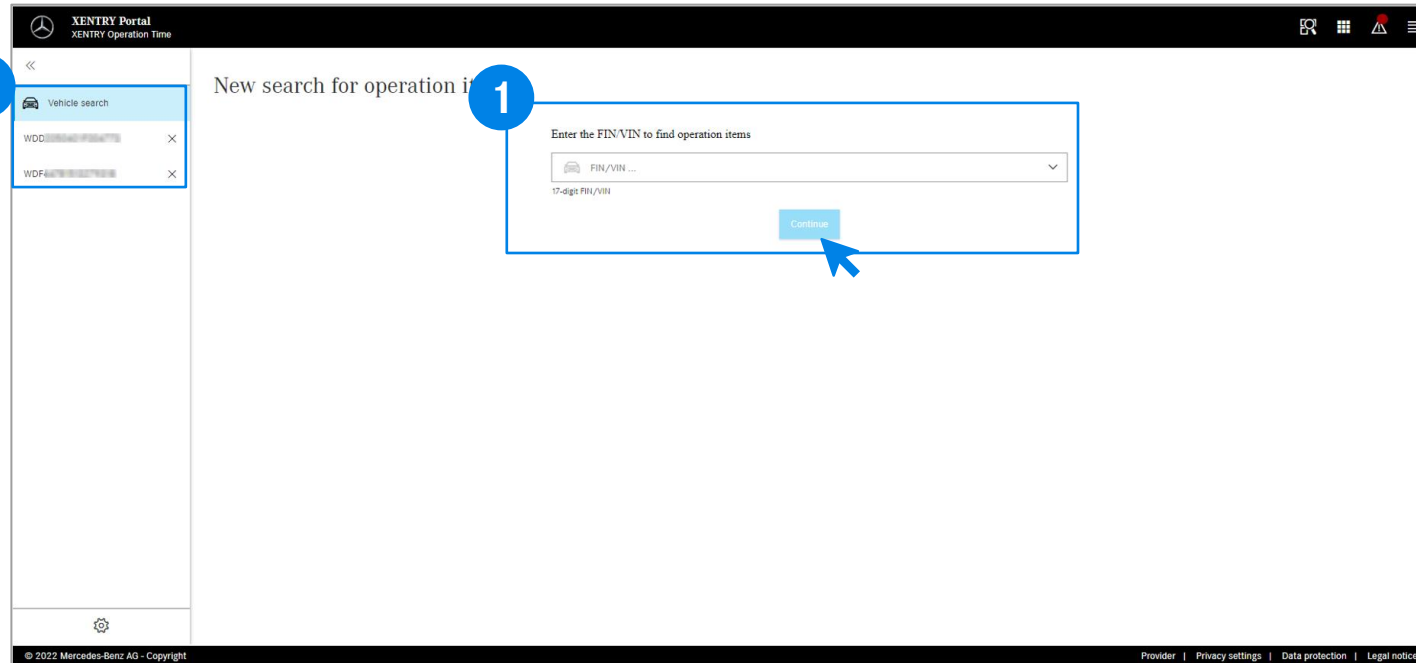 XENTRY Portal
XENTRY Operation Time
Vehicle search
WDD
WDF
New search for operation it
1
Enter the FIN/VIN to find operation items
FIN/VIN ...
17-digit FIN/VIN
Continue
© 2022 Mercedes-Benz AG - Copyright
Provider | Privacy settings | Data protection | Legal notice